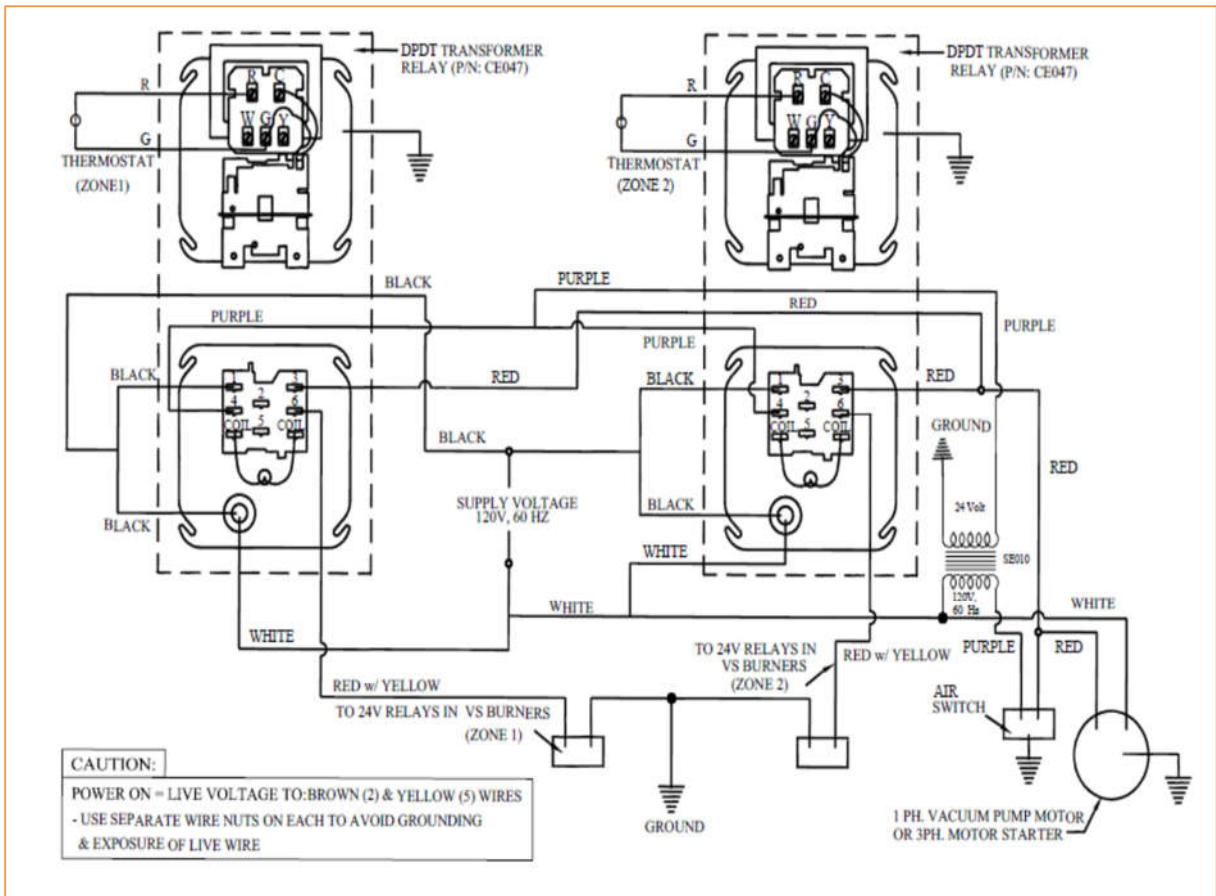 DPDT TRANSFORMER
RELAY (P/N: CE047)
R
C
W G Y
R
G
THERMOSTAT
(ZONE1)
DPDT TRANSFORMER
RELAY (P/N: CE047)
R
C
W G Y
R
G
THERMOSTAT
(ZONE 2)
BLACK
PURPLE
RED
PURPLE
PURPLE
PURPLE
BLACK
1
3
4
2
6
COIL
5
COIL
RED
BLACK
1
3
4
2
6
COIL
5
COIL
RED
GROUND
RED
BLACK
SUPPLY VOLTAGE
120V, 60 HZ
BLACK
BLACK
24 Volt
SE010
WHITE
120V,
60 Hz
WHITE
WHITE
WHITE
PURPLE
RED
TO 24V RELAYS IN
VS BURNERS
(ZONE 2)
RED w/ YELLOW
RED w/ YELLOW
TO 24V RELAYS IN VS BURNERS
(ZONE 1)
AIR
SWITCH
GROUND
1 PH. VACUUM PUMP MOTOR
OR 3PH. MOTOR STARTER
CAUTION:
POWER ON = LIVE VOLTAGE TO:BROWN (2) & YELLOW (5) WIRES
- USE SEPARATE WIRE NUTS ON EACH TO AVOID GROUNDING
& EXPOSURE OF LIVE WIRE